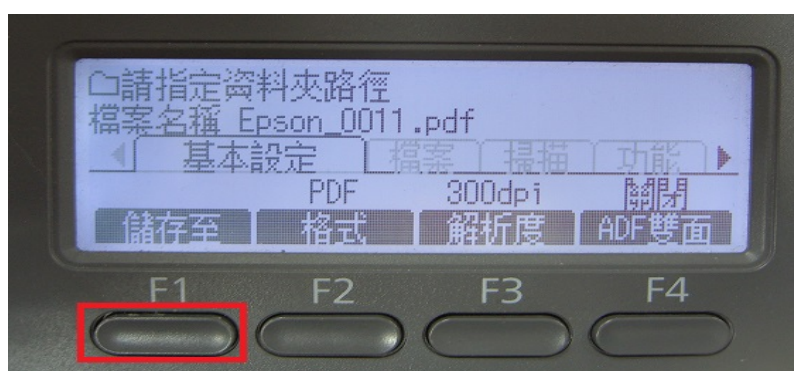 請指定資料夾路徑
檔案名稱 Epson_0011.pdf
基本設定 檔案 掃描 功能
PDF 300dpi 關閉
儲存至 格式 解析度 ADF雙面
F1 F2 F3 F4